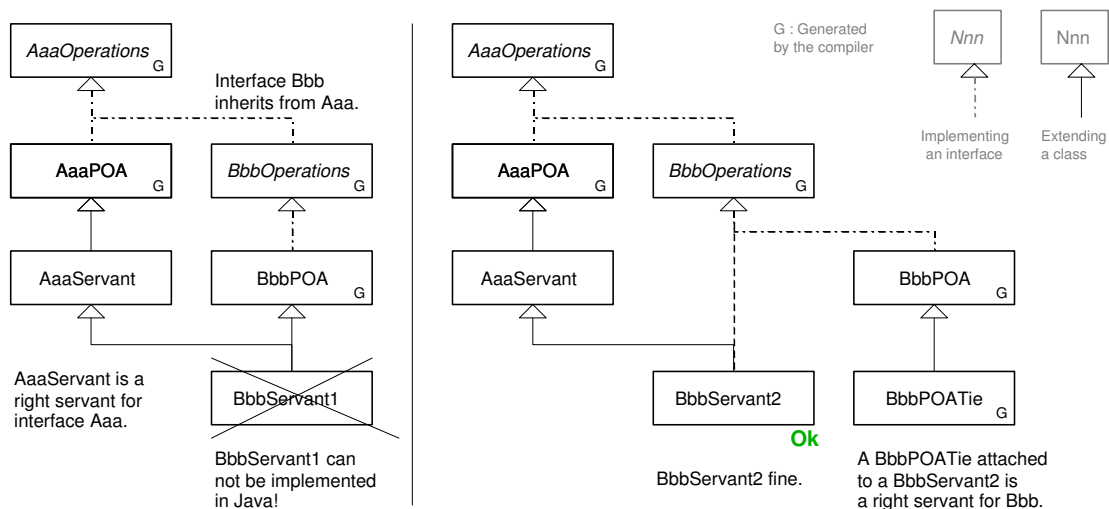 AaaOperations
G
Interface Bbb
inherits from Aaa.
AaaPOA
G
BbbOperations
G
AaaServant
BbbPOA
G
AaaServant is a
right servant for
interface Aaa.
BbbServant1
BbbServant1 can
not be implemented
in Java!
AaaOperations
G
AaaPOA
G
BbbOperations
G
AaaServant
BbbPOA
G
BbbServant2
Ok
BbbServant2 fine.
BbbPOATie
G
A BbbPOATie attached
to a BbbServant2 is
a right servant for Bbb.
G : Generated
by the compiler
Nnn
Nnn
Implementing
an interface
Extending
a class